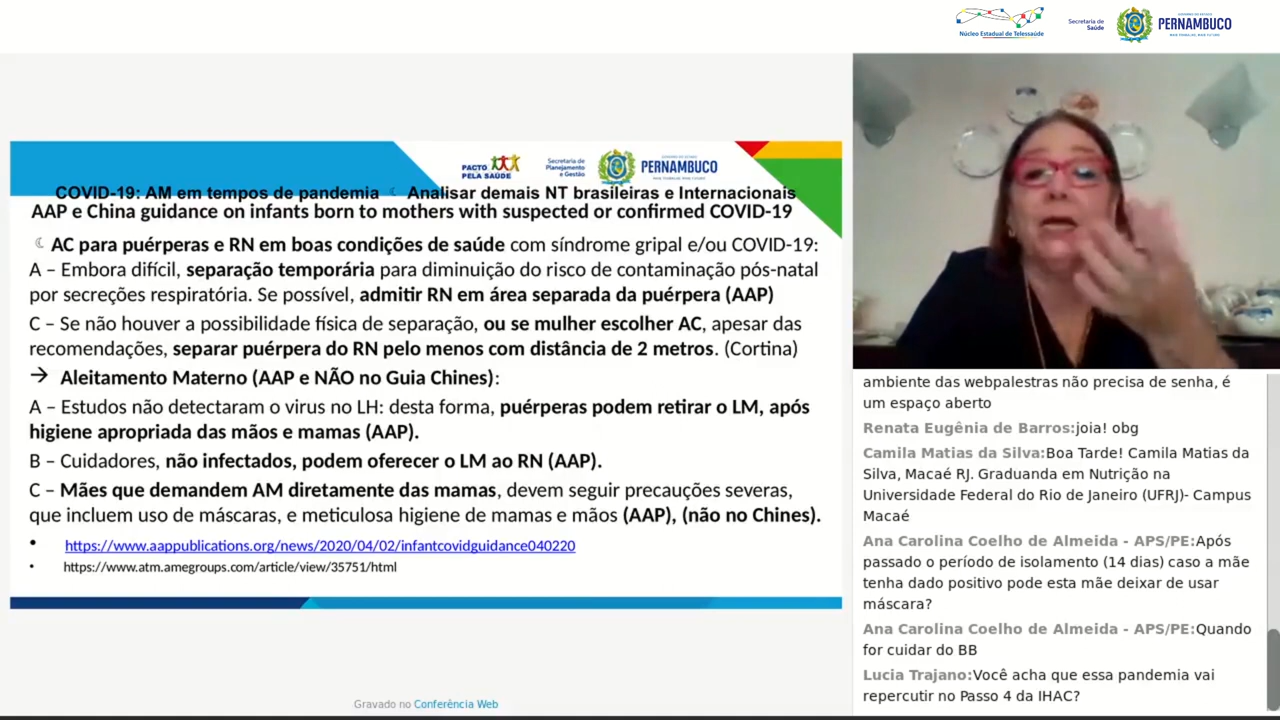 Núcleo Estadual de Telessaúde
Secretaria de
Saúde
GOVERNO DO ESTADO
PERNAMBUCO
MAIS TRABALHO, MAIS FUTURO
PACTO
PELA SAÚDE
Secretaria de
Planejamento
e Gestão
PERNAMBUCO
COVID-19: AM em tempos de pandemia ☾ Analisar demais NT brasileiras e Internacionais
AAP e China guidance on infants born to mothers with suspected or confirmed COVID-19
☾ AC para puérperas e RN em boas condições de saúde com síndrome gripal e/ou COVID-19:
A – Embora difícil, separação temporária para diminuição do risco de contaminação pós-natal
por secreções respiratória. Se possível, admitir RN em área separada da puérpera (AAP)
C – Se não houver a possibilidade física de separação, ou se mulher escolher AC, apesar das
recomendações, separar puérpera do RN pelo menos com distância de 2 metros. (Cortina)
→ Aleitamento Materno (AAP e NÃO no Guia Chines):
A – Estudos não detectaram o virus no LH: desta forma, puérperas podem retirar o LM, após
higiene apropriada das mãos e mamas (AAP).
B – Cuidadores, não infectados, podem oferecer o LM ao RN (AAP).
C – Mães que demandem AM diretamente das mamas, devem seguir precauções severas,
que incluem uso de máscaras, e meticulosa higiene de mamas e mãos (AAP), (não no Chines).
• https://www.aappublications.org/news/2020/04/02/infantcovidguidance040220
• https://www.atm.amegroups.com/article/view/35751/html
Gravado no Conferência Web
ambiente das webpalestras não precisa de senha, é
um espaço aberto
Renata Eugênia de Barros:joia! obg
Camila Matias da Silva:Boa Tarde! Camila Matias da
Silva, Macaé RJ. Graduanda em Nutrição na
Universidade Federal do Rio de Janeiro (UFRJ)- Campus
Macaé
Ana Carolina Coelho de Almeida - APS/PE:Após
passado o período de isolamento (14 dias) caso a mãe
tenha dado positivo pode esta mãe deixar de usar
máscara?
Ana Carolina Coelho de Almeida - APS/PE:Quando
for cuidar do BB
Lucia Trajano:Você acha que essa pandemia vai
repercutir no Passo 4 da IHAC?